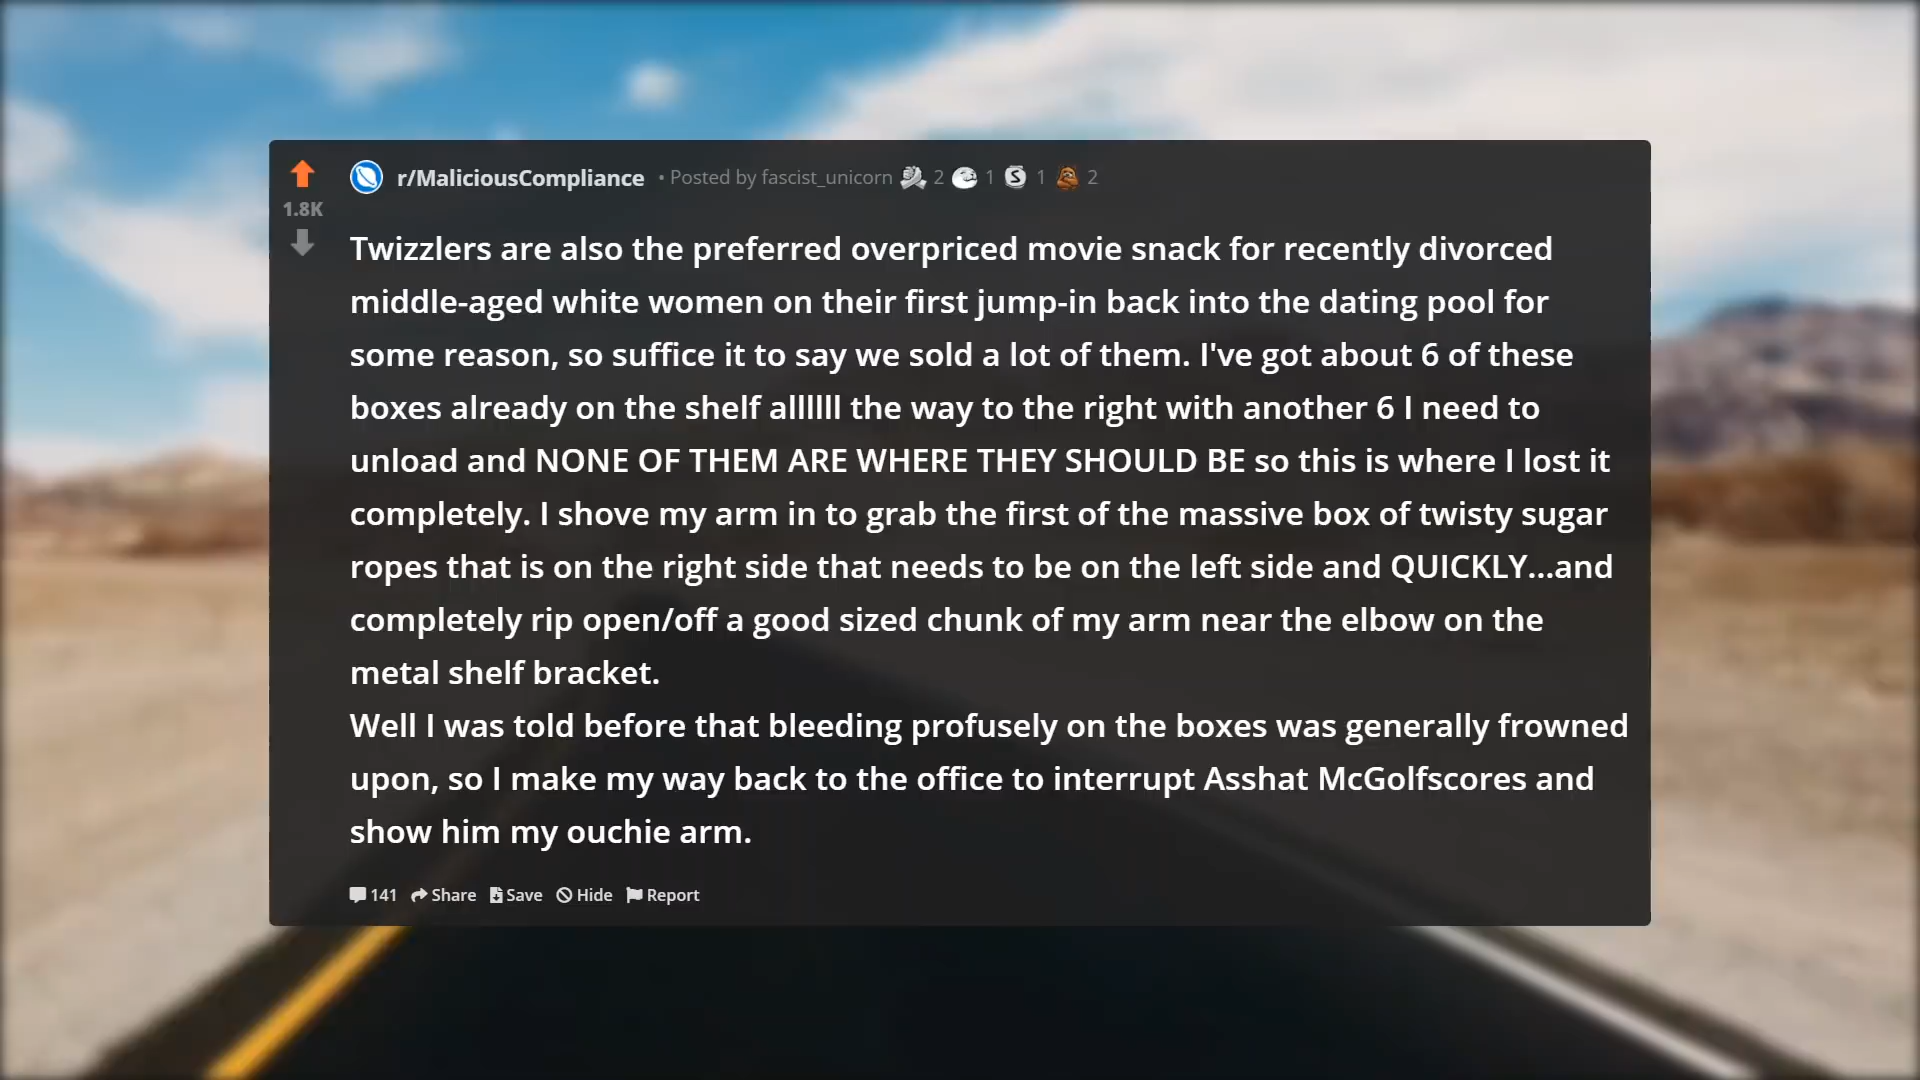 r/MaliciousCompliance • Posted by fascist_unicorn 2 1 S 1 2
1.8K
Twizzlers are also the preferred overpriced movie snack for recently divorced
middle-aged white women on their first jump-in back into the dating pool for
some reason, so suffice it to say we sold a lot of them. I've got about 6 of these
boxes already on the shelf allllll the way to the right with another 6 I need to
unload and NONE OF THEM ARE WHERE THEY SHOULD BE so this is where I lost it
completely. I shove my arm in to grab the first of the massive box of twisty sugar
ropes that is on the right side that needs to be on the left side and QUICKLY...and
completely rip open/off a good sized chunk of my arm near the elbow on the
metal shelf bracket.
Well I was told before that bleeding profusely on the boxes was generally frowned
upon, so I make my way back to the office to interrupt Asshat McGolfscores and
show him my ouchie arm.
141 Share Save Hide Report